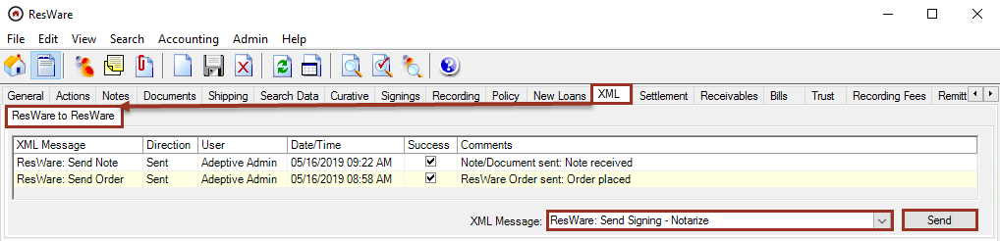 ResWare
File Edit View Search Accounting Admin Help
General Actions Notes Documents Shipping Search Data Curative Signings Recording Policy New Loans XML Settlement Receivables Bills Trust Recording Fees Remitt
ResWare to ResWare
XML Message Direction User Date/Time Success Comments
ResWare: Send Note Sent Adeptive Admin 05/16/2019 09:22 AM Note/Document sent: Note received
ResWare: Send Order Sent Adeptive Admin 05/16/2019 08:58 AM ResWare Order sent: Order placed
XML Message: ResWare: Send Signing - Notarize Send